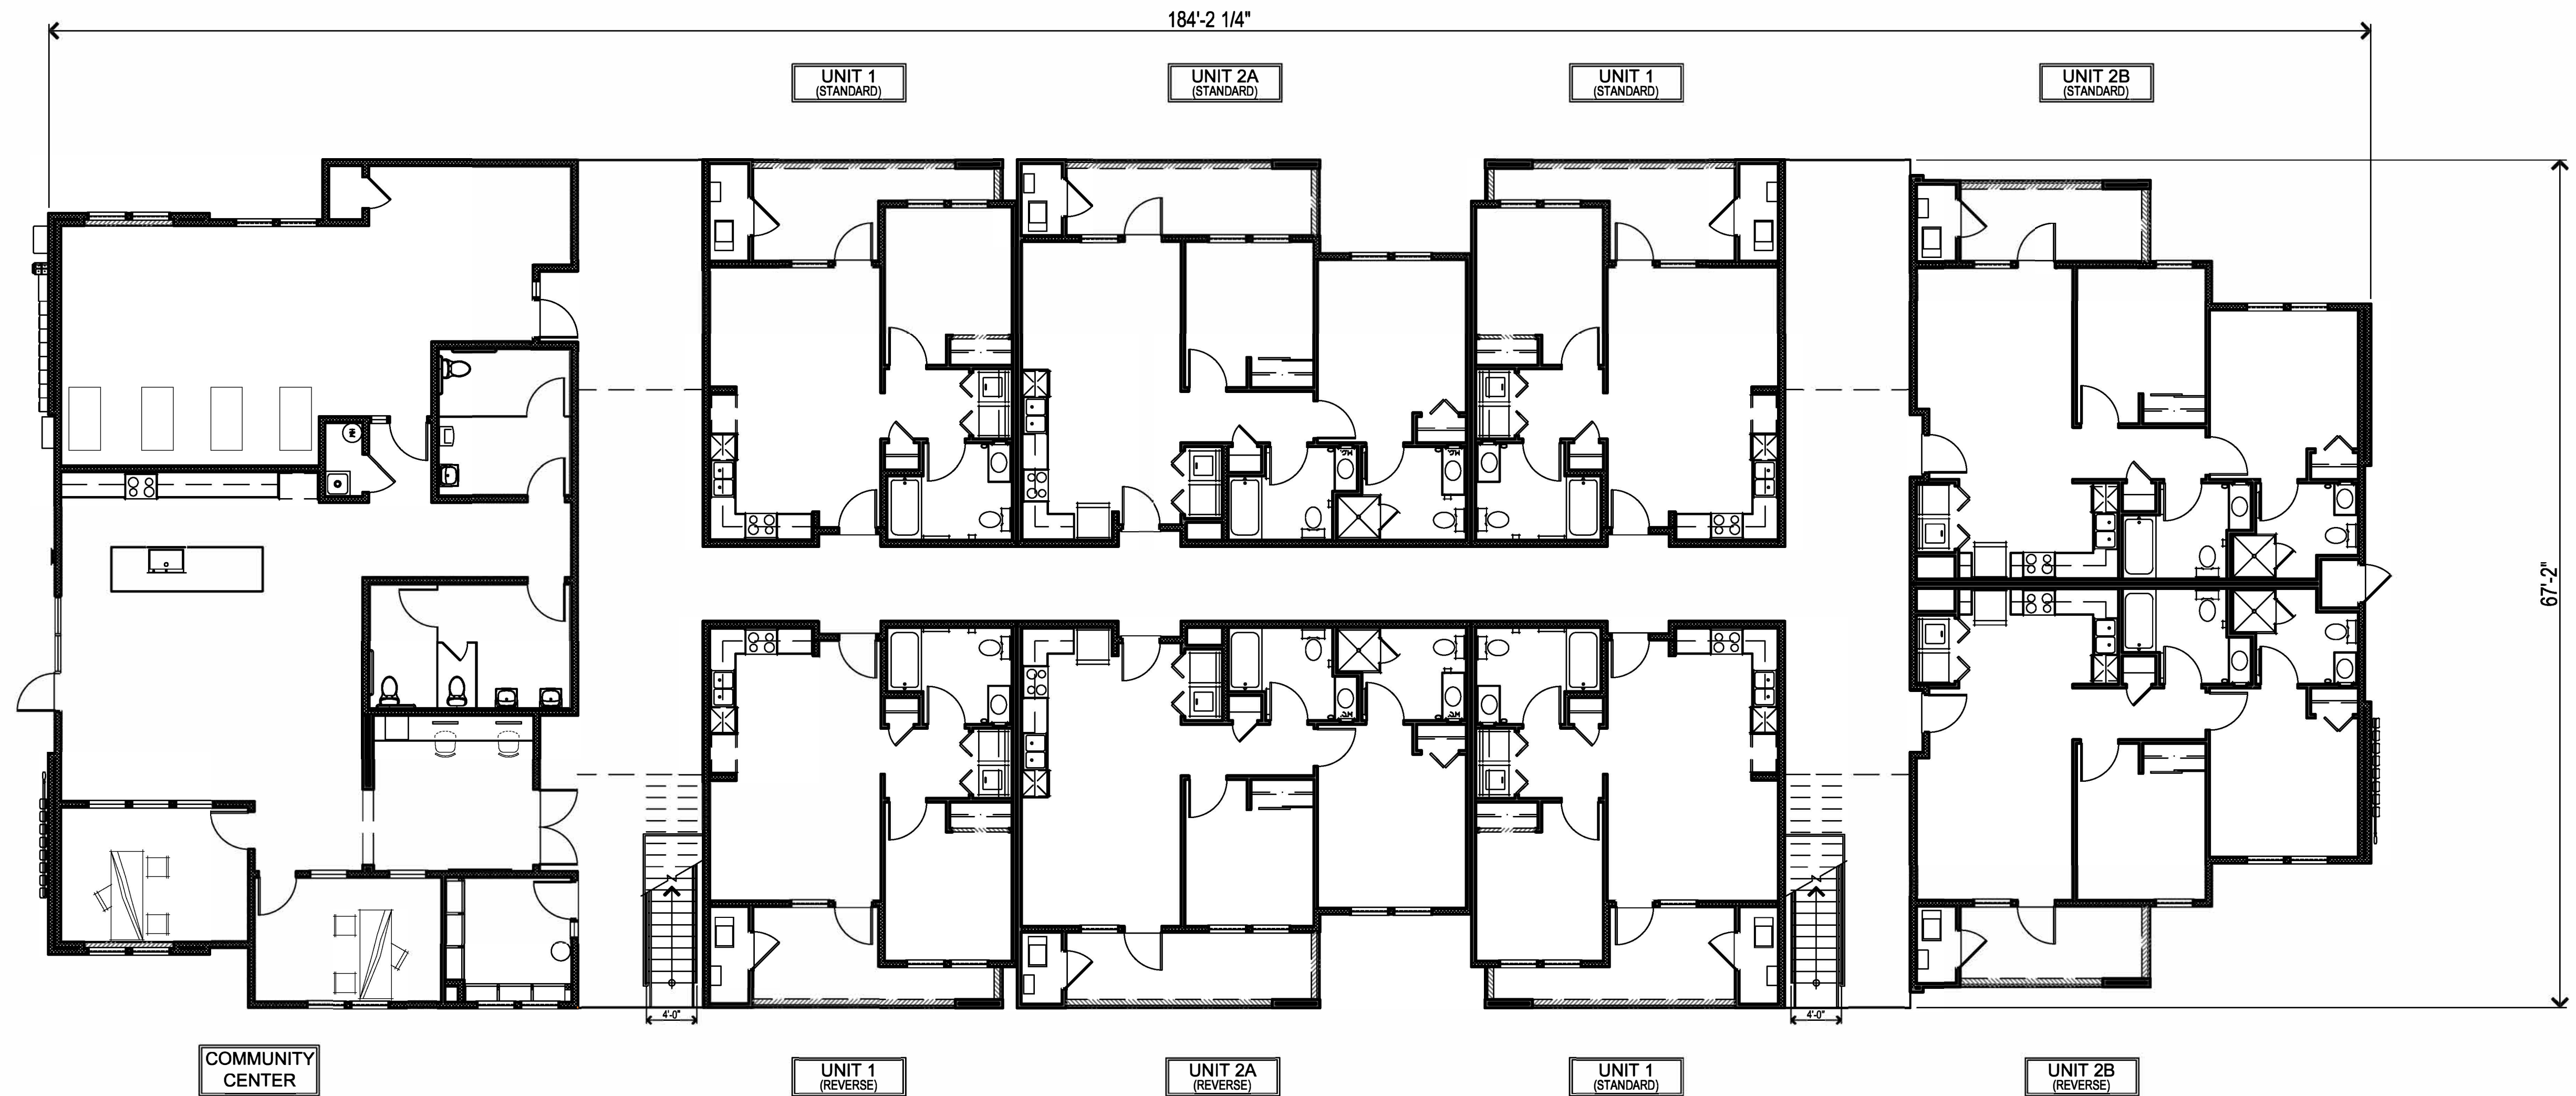 184'-2 1/4"
UNIT 1
(STANDARD)
UNIT 2A
(STANDARD)
UNIT 1
(STANDARD)
UNIT 2B
(STANDARD)
67'-2"
4'-0"
4'-0"
COMMUNITY
CENTER
UNIT 1
(REVERSE)
UNIT 2A
(REVERSE)
UNIT 1
(STANDARD)
UNIT 2B
(REVERSE)